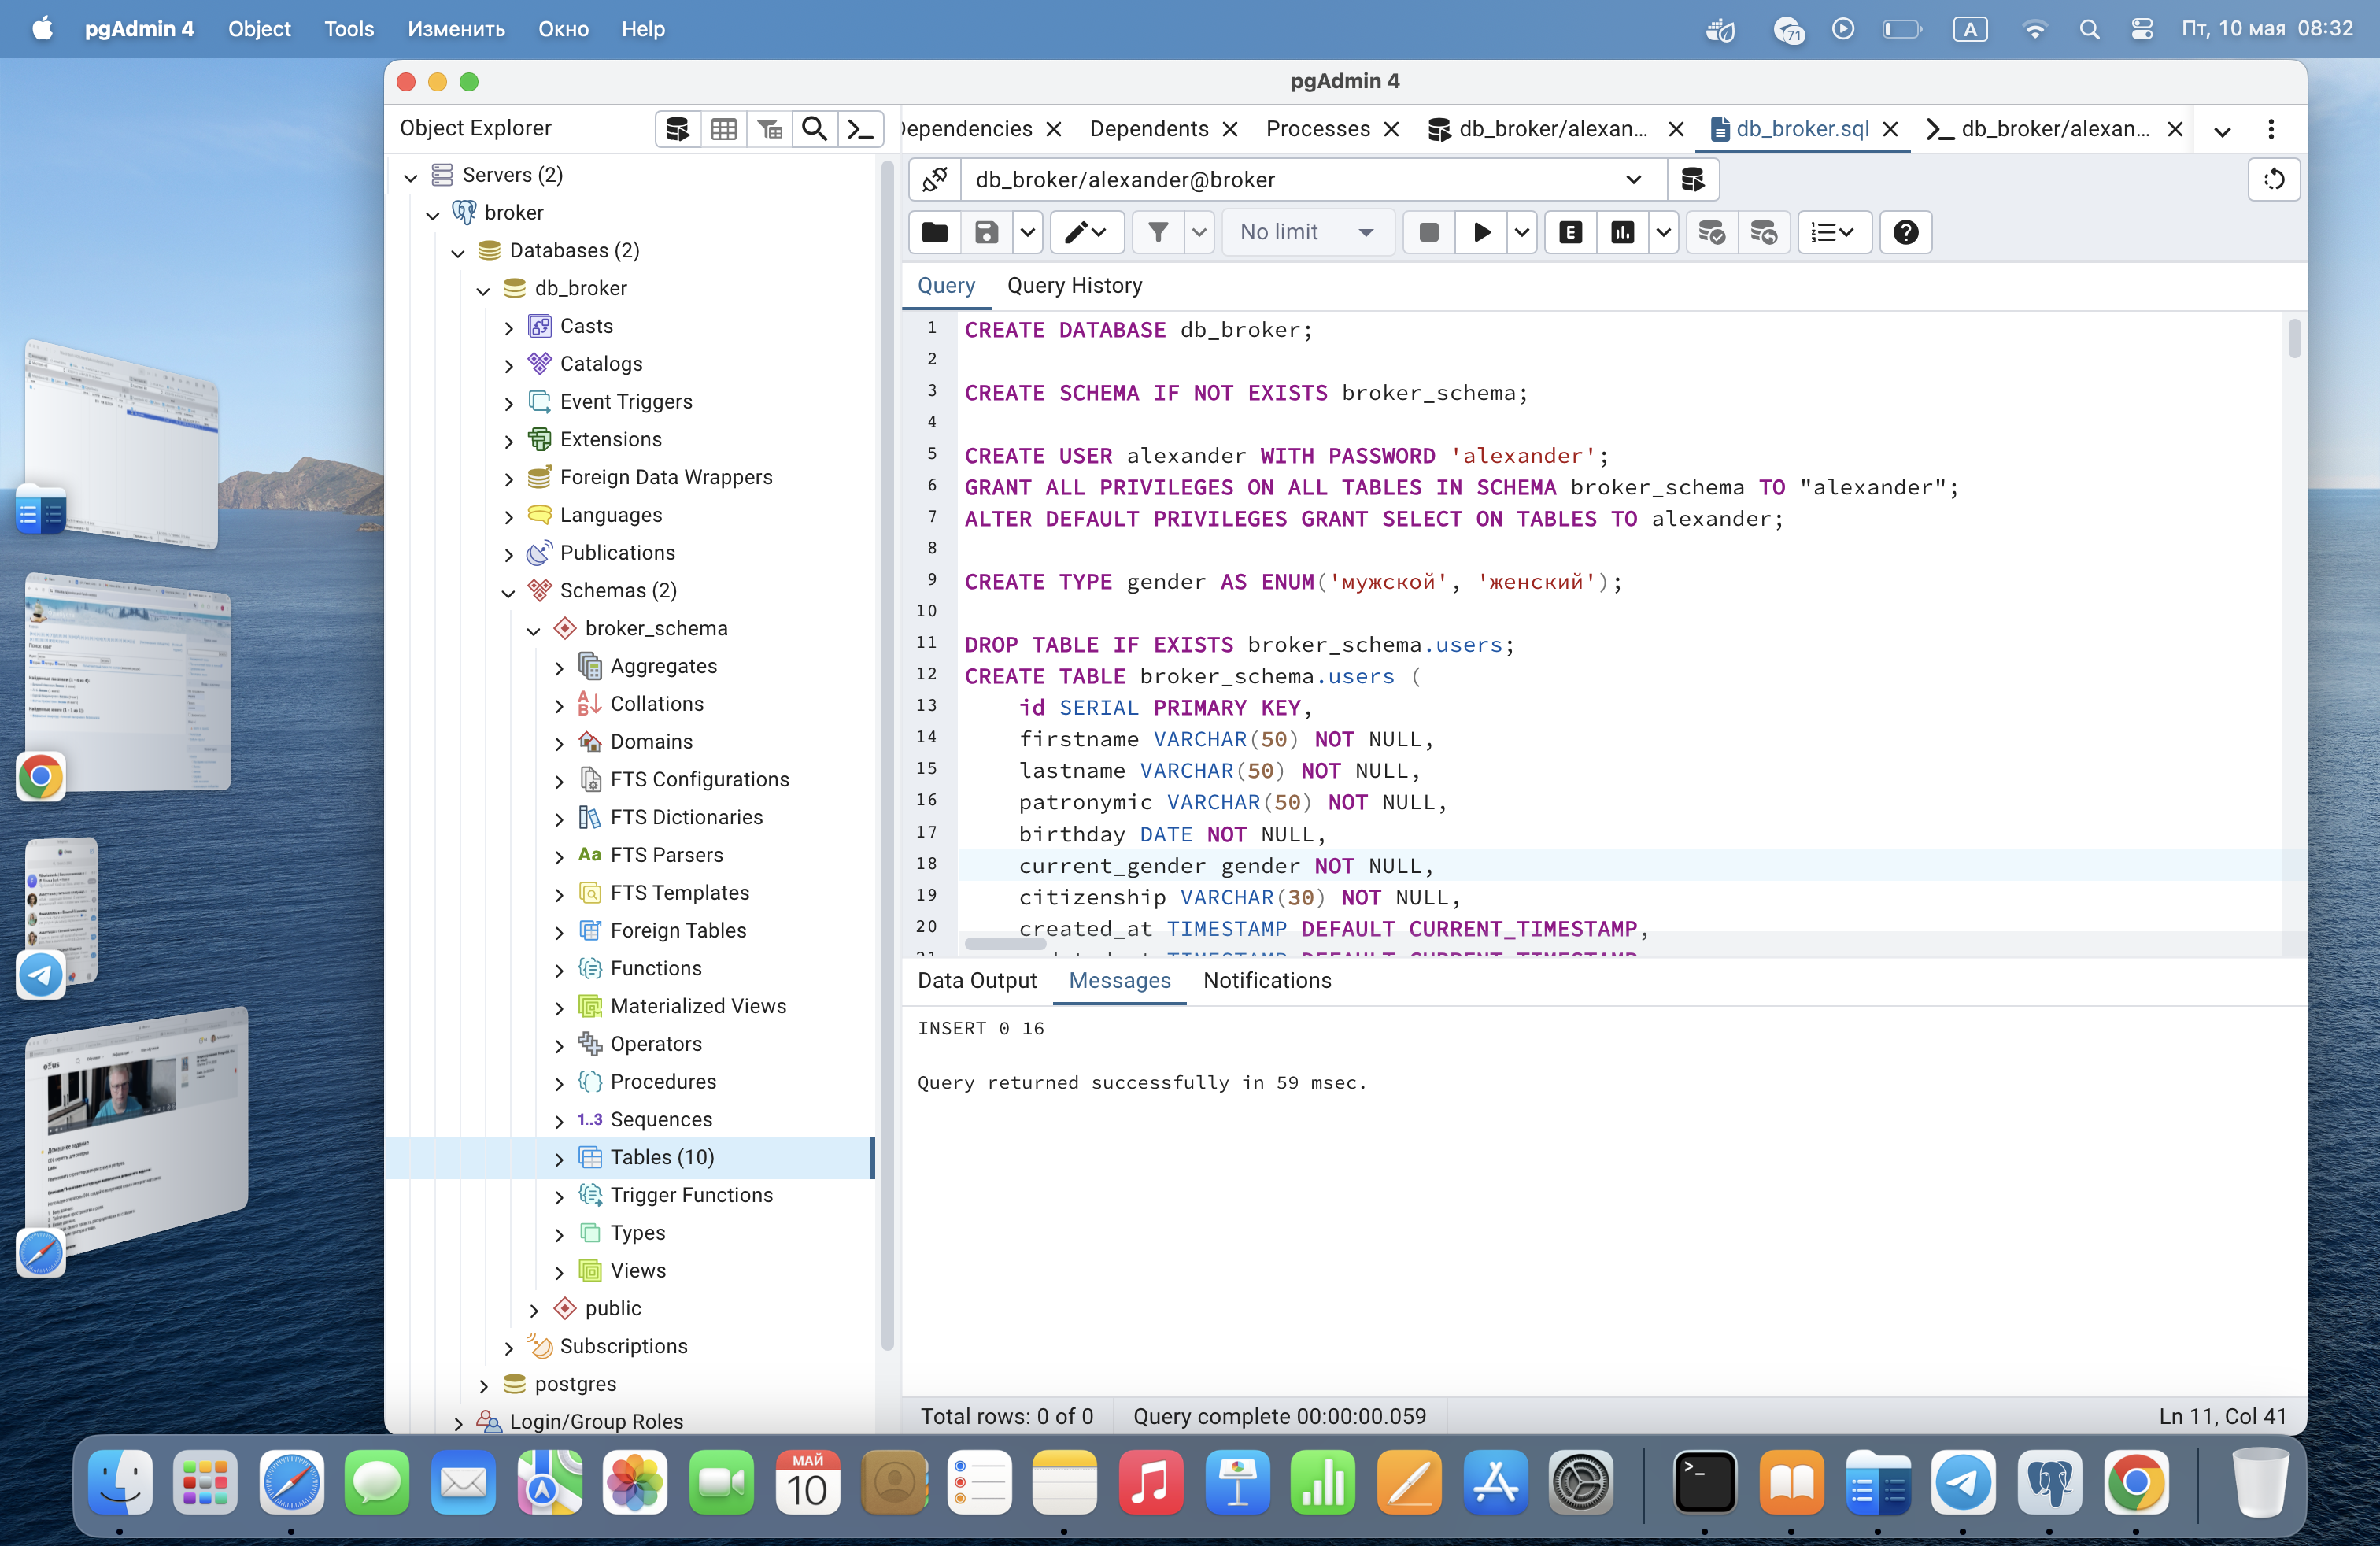 pgAdmin 4 Object Tools Изменить Окно Help
71 A Пт, 10 мая 08:32
pgAdmin 4
Object Explorer
Dependencies Dependents Processes db_broker/alexan... db_broker.sql db_broker/alexan...
db_broker/alexander@broker
No limit E
Query Query History
Servers (2)
broker
Databases (2)
db_broker
Casts
Catalogs
Event Triggers
Extensions
Foreign Data Wrappers
Languages
Publications
Schemas (2)
broker_schema
Aggregates
Collations
Domains
FTS Configurations
FTS Dictionaries
Aa FTS Parsers
FTS Templates
Foreign Tables
Functions
Materialized Views
Operators
Procedures
1..3 Sequences
Tables (10)
Trigger Functions
Types
Views
public
Subscriptions
postgres
Login/Group Roles
1 CREATE DATABASE db_broker;
2
3 CREATE SCHEMA IF NOT EXISTS broker_schema;
4
5 CREATE USER alexander WITH PASSWORD 'alexander';
6 GRANT ALL PRIVILEGES ON ALL TABLES IN SCHEMA broker_schema TO "alexander";
7 ALTER DEFAULT PRIVILEGES GRANT SELECT ON TABLES TO alexander;
8
9 CREATE TYPE gender AS ENUM('мужской', 'женский');
10
11 DROP TABLE IF EXISTS broker_schema.users;
12 CREATE TABLE broker_schema.users (
13 id SERIAL PRIMARY KEY,
14 firstname VARCHAR(50) NOT NULL,
15 lastname VARCHAR(50) NOT NULL,
16 patronymic VARCHAR(50) NOT NULL,
17 birthday DATE NOT NULL,
18 current_gender gender NOT NULL,
19 citizenship VARCHAR(30) NOT NULL,
20 created_at TIMESTAMP DEFAULT CURRENT_TIMESTAMP,
Data Output Messages Notifications
INSERT 0 16
Query returned successfully in 59 msec.
Total rows: 0 of 0 Query complete 00:00:00.059 Ln 11, Col 41
МАЙ
10